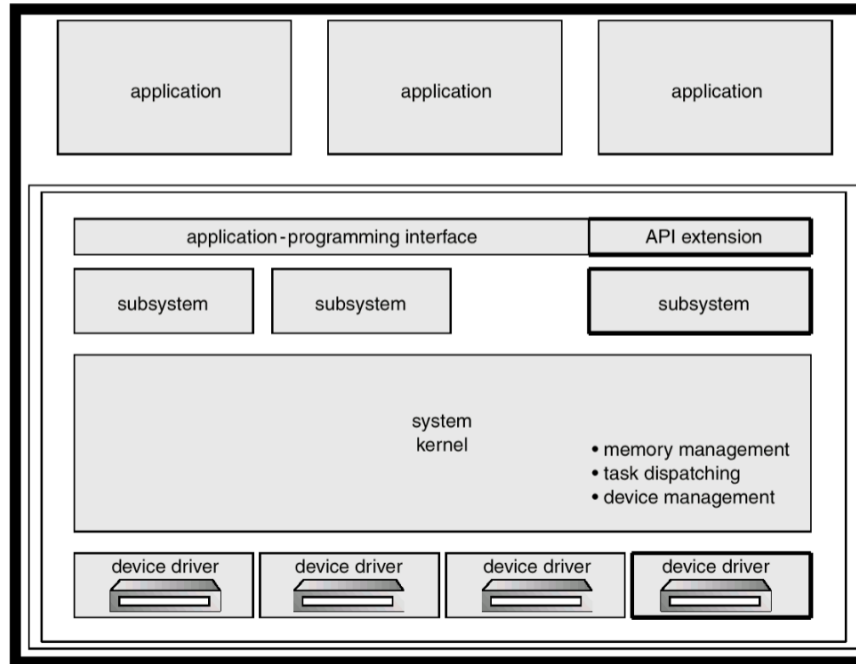 application
application
application
application-programming interface
API extension
subsystem
subsystem
subsystem
system
kernel
• memory management
• task dispatching
• device management
device driver
device driver
device driver
device driver